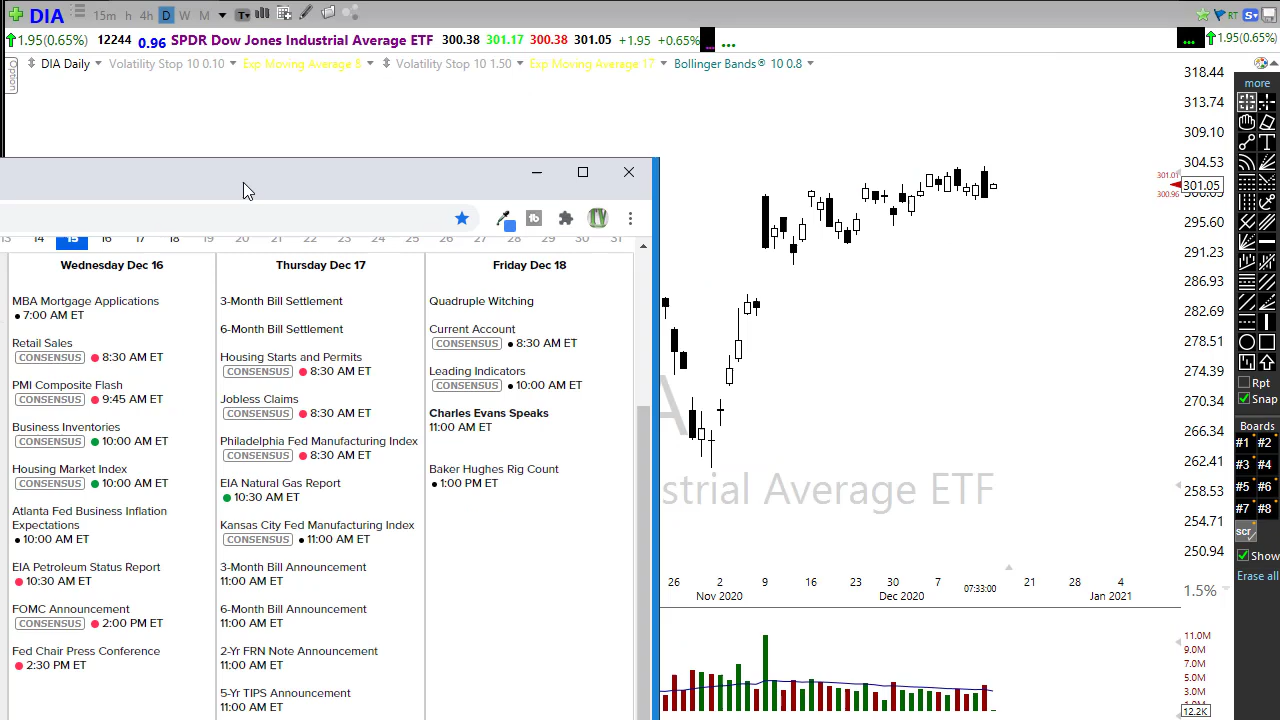 DIA 15m h 4h D W M T RT S
1.95(0.65%) 12244 0.96 SPDR Dow Jones Industrial Average ETF 300.38 301.17 300.38 301.05 +1.95 +0.65% ... ... ... 1.95(0.65%)
Option DIA Daily Volatility Stop 10 0.10 Exp Moving Average 8 Volatility Stop 10 1.50 Exp Moving Average 17 Bollinger Bands® 10 0.8
318.44
313.74
309.10
304.53
301.01
301.05
300.96
295.60
291.23
286.93
282.69
278.51
274.39
270.34
266.34
262.41
258.53
254.71
250.94
1.5%
more
Rpt
Snap
Boards
#1 #2
#3 #4
#5 #6
#7 #8
scr
Show
Erase all
13 14 15 16 17 18 19 20 21 22 23 24 25 26 27 28 29 30 31
Wednesday Dec 16
MBA Mortgage Applications
7:00 AM ET
Retail Sales
CONSENSUS 8:30 AM ET
PMI Composite Flash
CONSENSUS 9:45 AM ET
Business Inventories
CONSENSUS 10:00 AM ET
Housing Market Index
CONSENSUS 10:00 AM ET
Atlanta Fed Business Inflation
Expectations
10:00 AM ET
EIA Petroleum Status Report
10:30 AM ET
FOMC Announcement
CONSENSUS 2:00 PM ET
Fed Chair Press Conference
2:30 PM ET
Thursday Dec 17
3-Month Bill Settlement
6-Month Bill Settlement
Housing Starts and Permits
CONSENSUS 8:30 AM ET
Jobless Claims
CONSENSUS 8:30 AM ET
Philadelphia Fed Manufacturing Index
CONSENSUS 8:30 AM ET
EIA Natural Gas Report
10:30 AM ET
Kansas City Fed Manufacturing Index
CONSENSUS 11:00 AM ET
3-Month Bill Announcement
11:00 AM ET
6-Month Bill Announcement
11:00 AM ET
2-Yr FRN Note Announcement
11:00 AM ET
5-Yr TIPS Announcement
11:00 AM ET
Friday Dec 18
Quadruple Witching
Current Account
CONSENSUS 8:30 AM ET
Leading Indicators
CONSENSUS 10:00 AM ET
Charles Evans Speaks
11:00 AM ET
Baker Hughes Rig Count
1:00 PM ET
A
strial Average ETF
26 2 9 16 23 30 7 07:33:00 21 28 4
Nov 2020 Dec 2020 Jan 2021
11.0M
9.0M
7.0M
5.0M
3.0M
12.2K